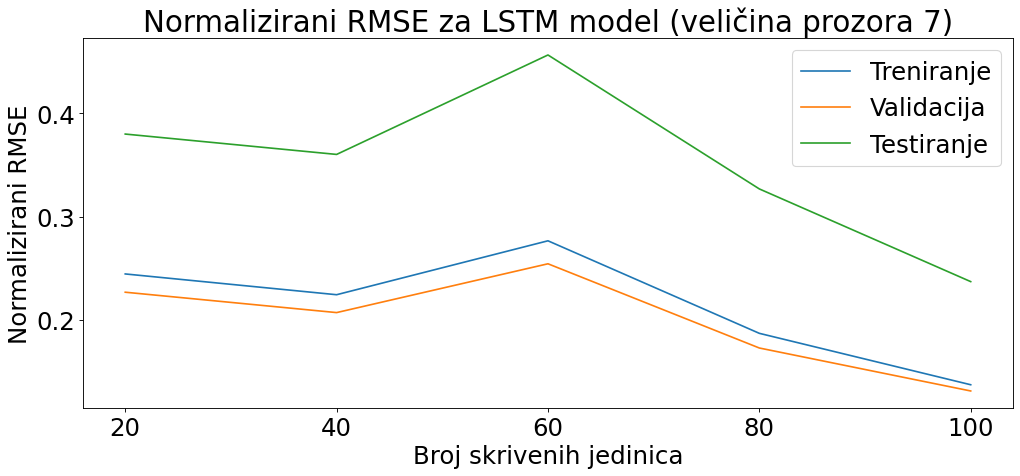 Normalizirani RMSE za LSTM model (veličina prozora 7)
Normalizirani RMSE
0.4
0.3
0.2
Treniranje
Validacija
Testiranje
20 40 60 80 100
Broj skrivenih jedinica